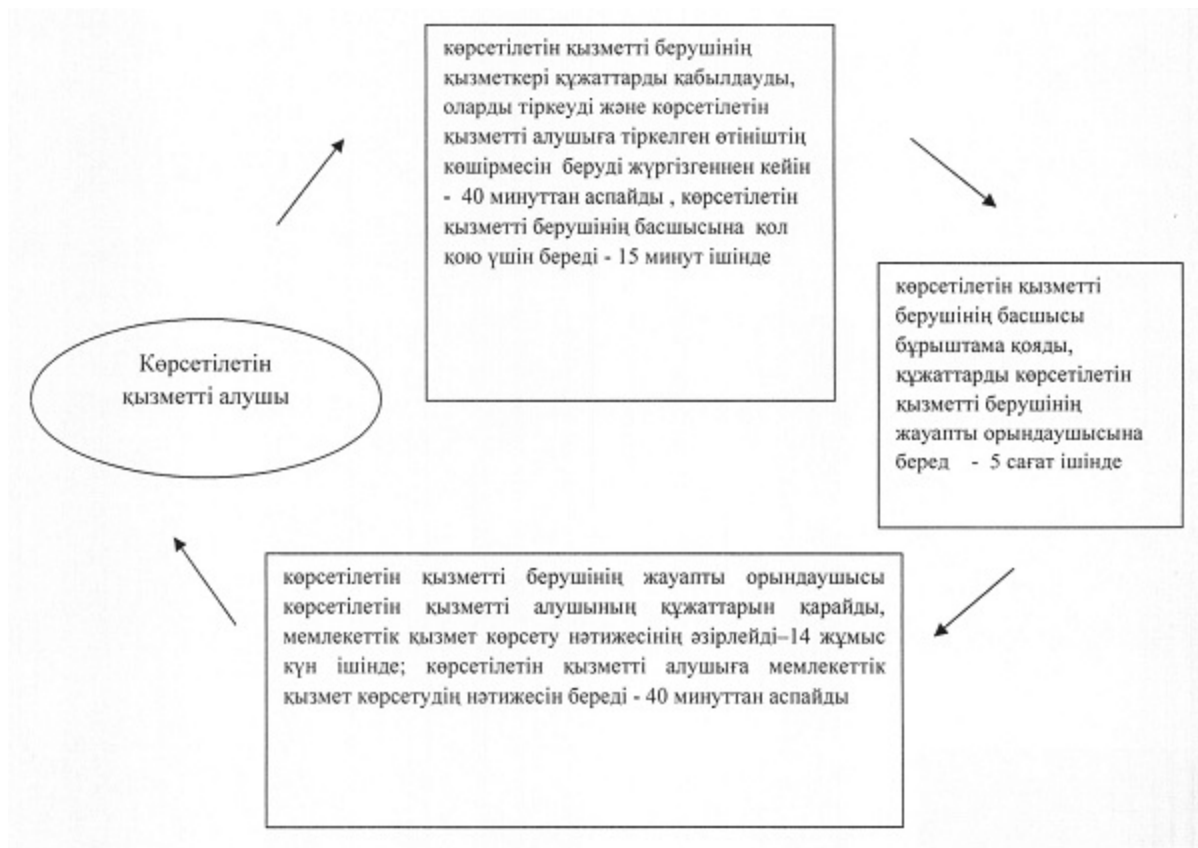 көрсетілетін қызметті берушінің
қызметкері құжаттарды қабылдауды,
оларды тіркеуді және көрсетілетін
қызметті алушыға тіркелген өтініштің
көшірмесін  беруді жүргізгеннен кейін
-  40 минуттан аспайды , көрсетілетін
қызметті берушінің басшысына  қол
қою үшін береді - 15 минут ішінде
көрсетілетін қызметті
берушінің басшысы
бұрыштама қояды,
құжаттарды көрсетілетін
қызметті берушінің
жауапты орындаушысына
беред    -  5 сағат ішінде
Көрсетілетін
қызметті алушы
көрсетілетін қызметті берушінің жауапты орындаушысы
көрсетілетін қызметті алушының құжаттарын қарайды,
мемлекеттік қызмет көрсету нәтижесінің әзірлейді–14 жұмыс
күн ішінде; көрсетілетін қызметті алушыға мемлекеттік
қызмет көрсетудің нәтижесін береді - 40 минуттан аспайды